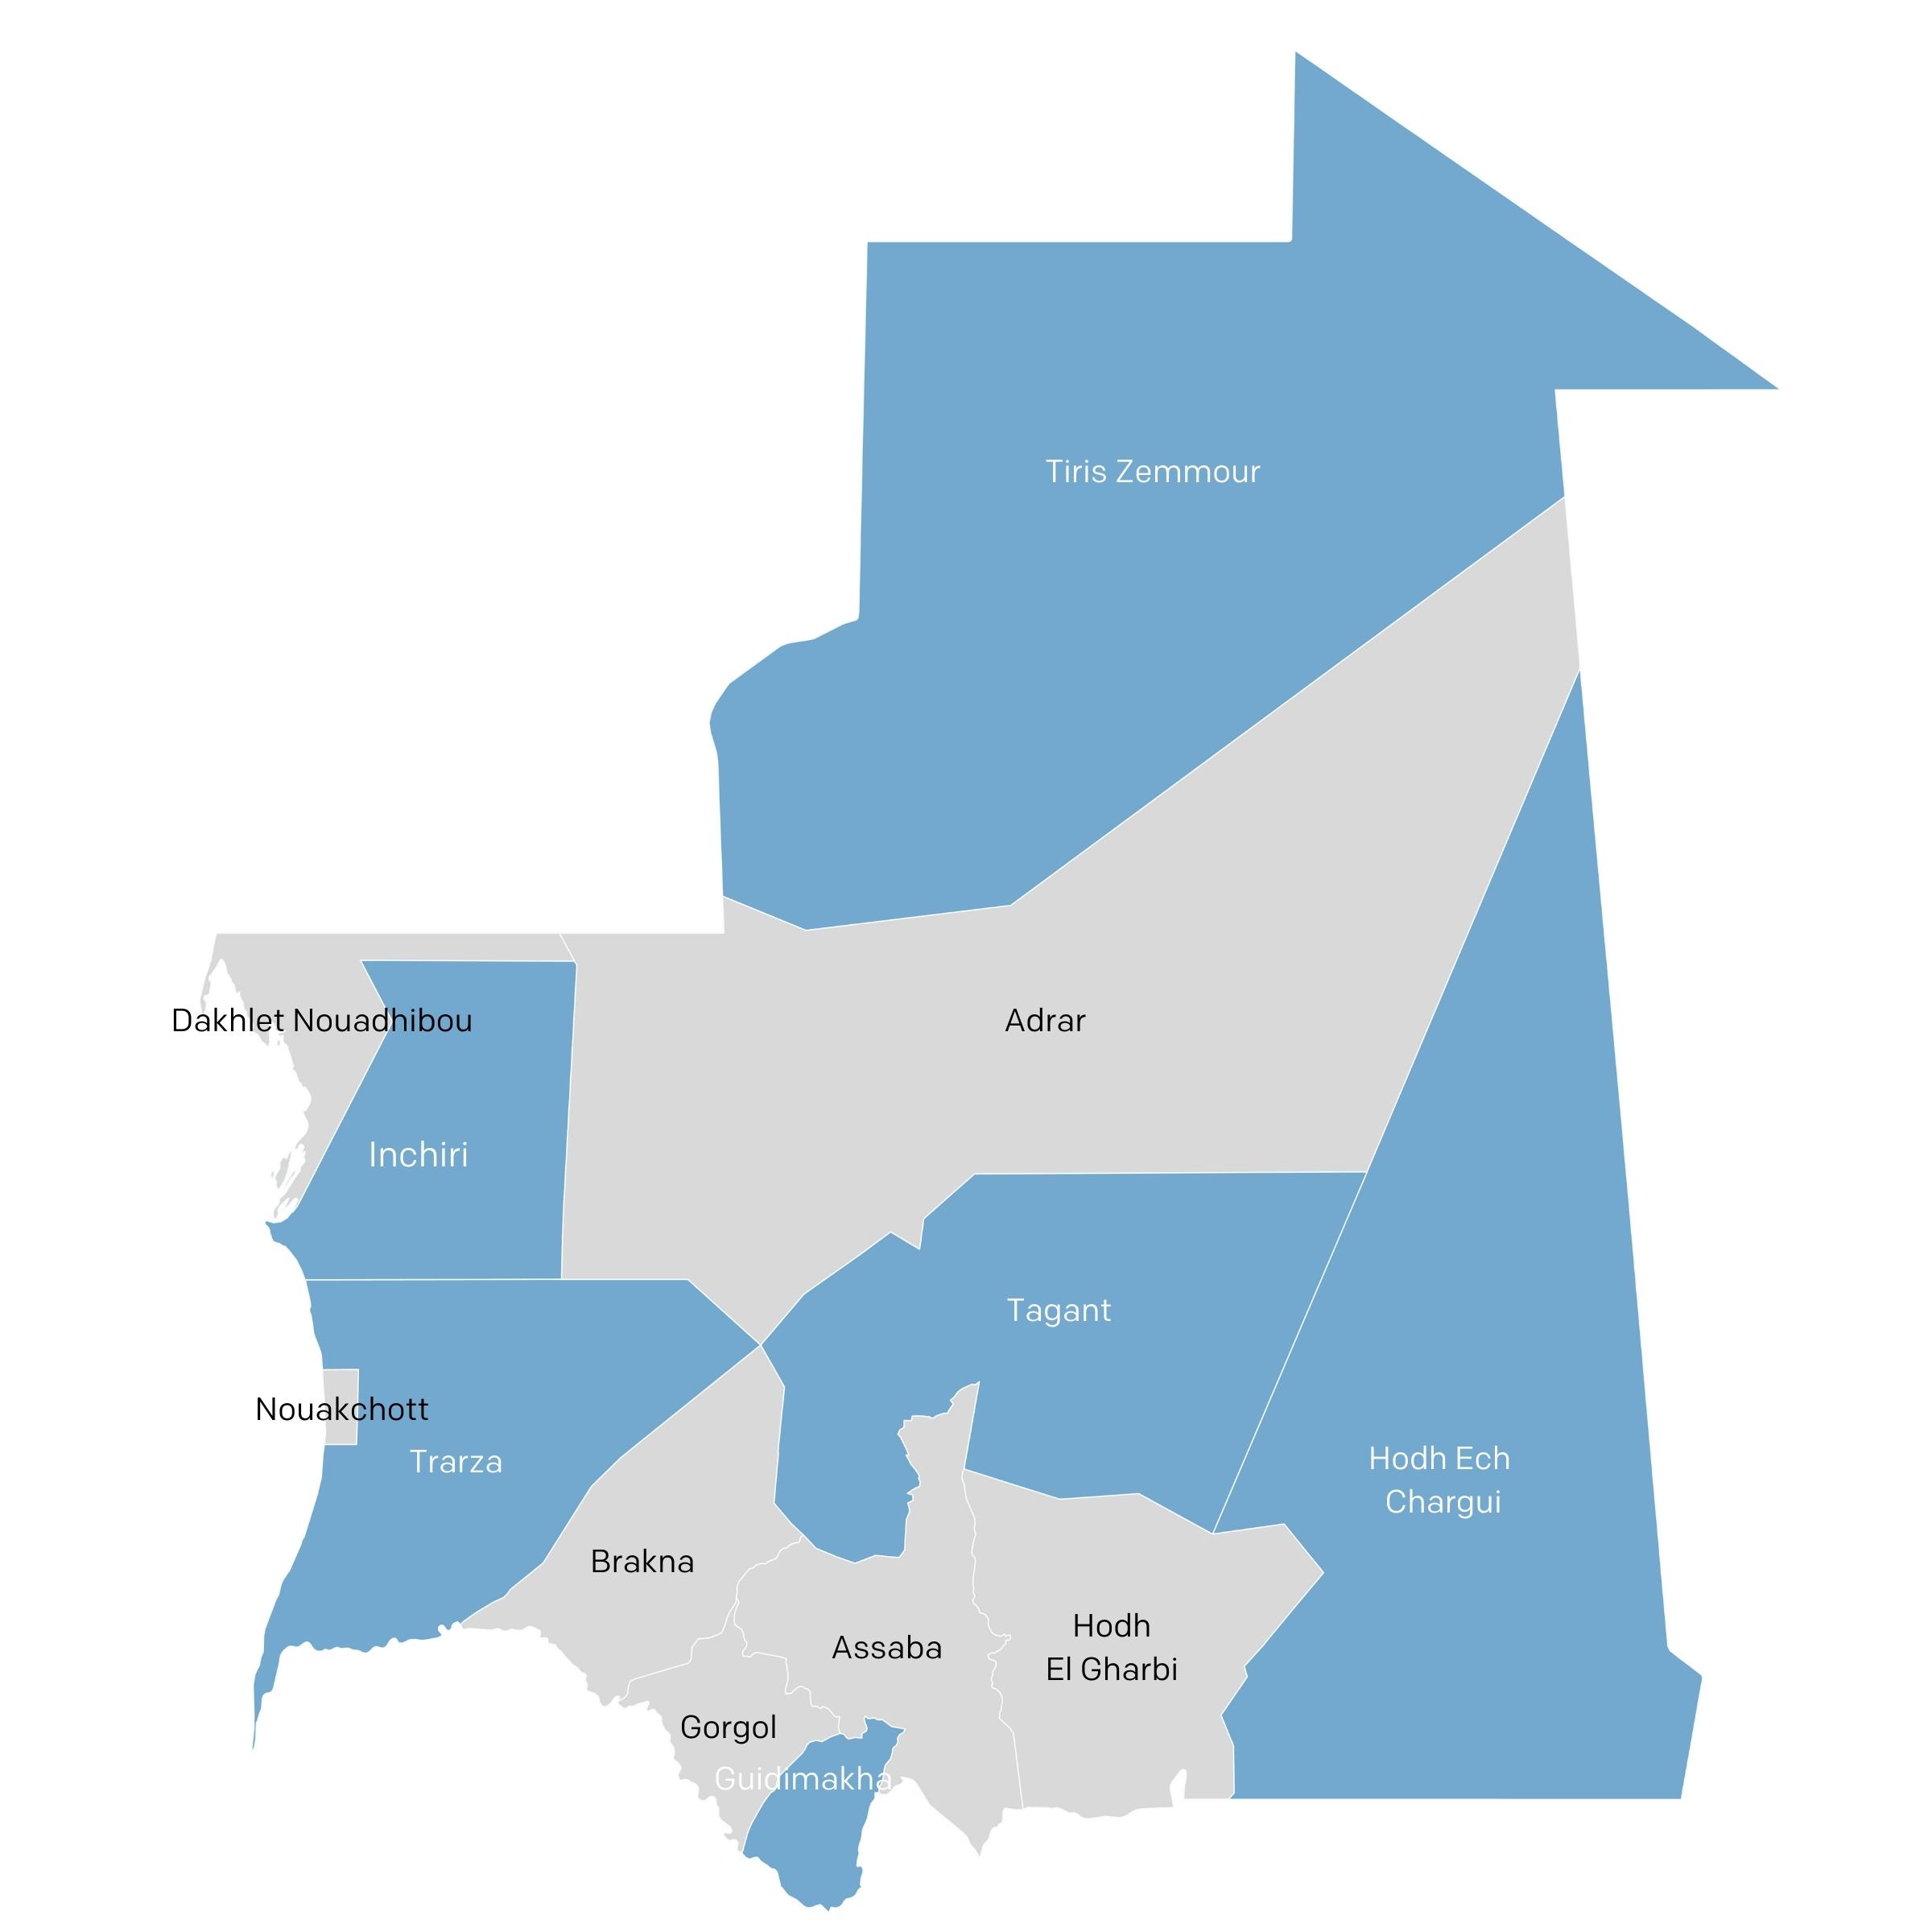 Tiris Zemmour
Dakhlet Nouadhibou
Adrar
Inchiri
Tagant
Nouakchott
Trarza
Hodh Ech
Chargui
Brakna
Hodh
El Gharbi
Assaba
Gorgol
Guidimakha